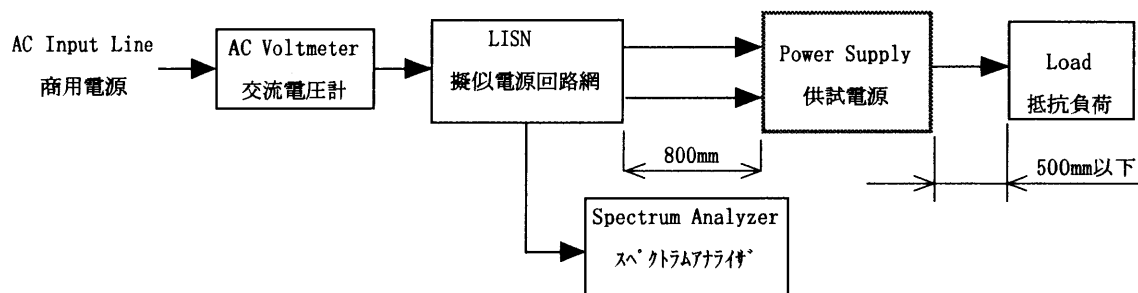 AC Input Line
商用電源
AC Voltmeter
交流電圧計
LISN
擬似電源回路網
Power Supply
供試電源
Load
抵抗負荷
800mm
500mm以下
Spectrum Analyzer
ｽﾍﾟｸﾄﾗﾑｱﾅﾗｲｻﾞ